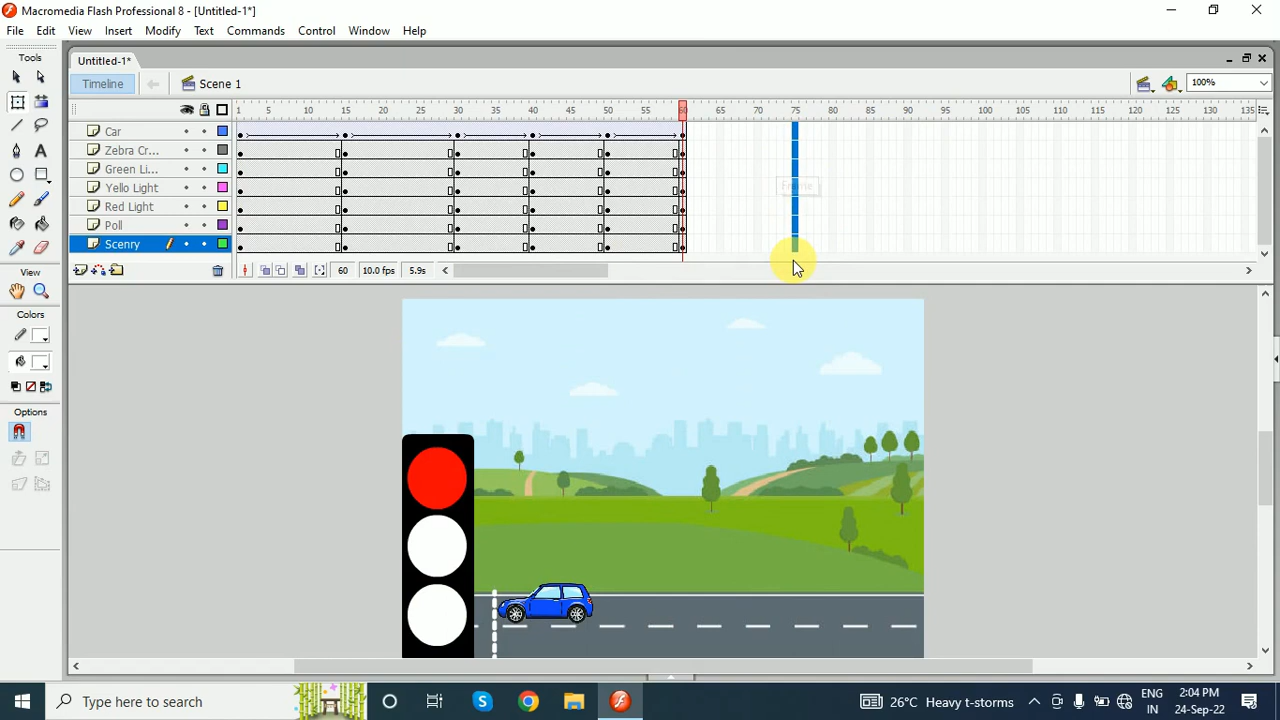 Macromedia Flash Professional 8 - [Untitled-1*]
File Edit View Insert Modify Text Commands Control Window Help
Tools
Untitled-1*
Timeline Scene 1 100%
1 5 10 15 20 25 30 35 40 45 50 55 60 65 70 75 80 85 90 95 100 105 110 115 120 125 130 135
Car
Zebra Cr...
Green Li...
Yello Light
Frame
Red Light
Poll
Scenry
60 10.0 fps 5.9s
View
Colors
Options
Type here to search
26°C Heavy t-storms
ENG
IN
2:04 PM
24-Sep-22